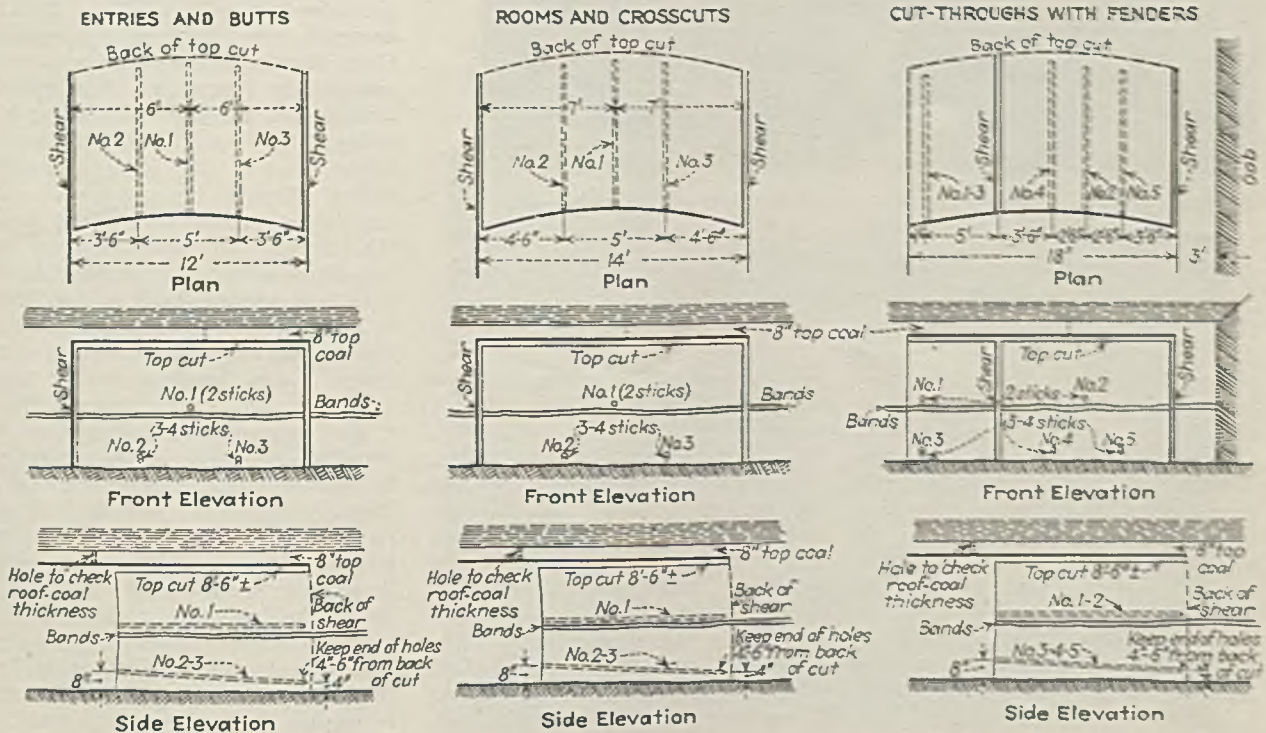 ENTRIES AND BUTTS
Back of top cut
6'
6'
Shear
No.2
No.1
No.3
Shear
3'-6"
5'
3'-6"
12'
Plan
8" top
coal
Shear
Top cut
No.1 (2 sticks)
Bands
3-4 sticks
No.2
No.3
Front Elevation
8" top
coal
Hole to check
roof-coal
thickness
Top cut 8'-6"±
No.1
Back of
shear
Bands
Keep end of holes
4"-6" from back
of cut
No.2-3
8"
4"
Side Elevation
ROOMS AND CROSSCUTS
Back of top cut
7'
7'
Shear
No.2
No.1
No.3
Shear
4'-6"
5'
4'-6"
14'
Plan
8" top coal
Shear
Top cut
No.1 (2 sticks)
Bands
3-4 sticks
No.2
No.3
Front Elevation
8" top coal
Hole to check
roof-coal
thickness
Top cut 8'-6"±
No.1
Back of
shear
Bands
Keep end of holes
4"-6" from back
of cut
No.2-3
8"
4"
Side Elevation
CUT-THROUGHS WITH FENDERS
Back of top cut
Shear
Shear
Gob
No.1-3
No.4
No.2
No.5
5'
3'-6"
2'-6"
2'-6"
3'-6"
18'
3'
Plan
Shear
Top cut
Shear
No.1
2 sticks
No.2
Bands
3-4 sticks
No.3
No.4
No.5
Front Elevation
8" top
coal
Hole to check
roof-coal
thickness
Top cut 8'-6"±
No.1-2
Back of
shear
Bands
Keep end of holes
4"-6" from back
of cut
No.3-4-5
8"
Side Elevation